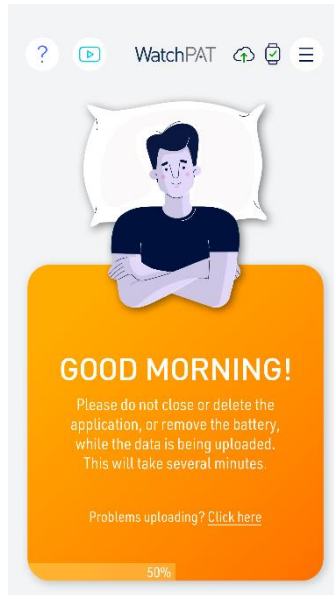 ?
WatchPAT
GOOD MORNING!
Please do not close or delete the
application, or remove the battery,
while the data is being uploaded.
This will take several minutes.
Problems uploading? Click here
50%